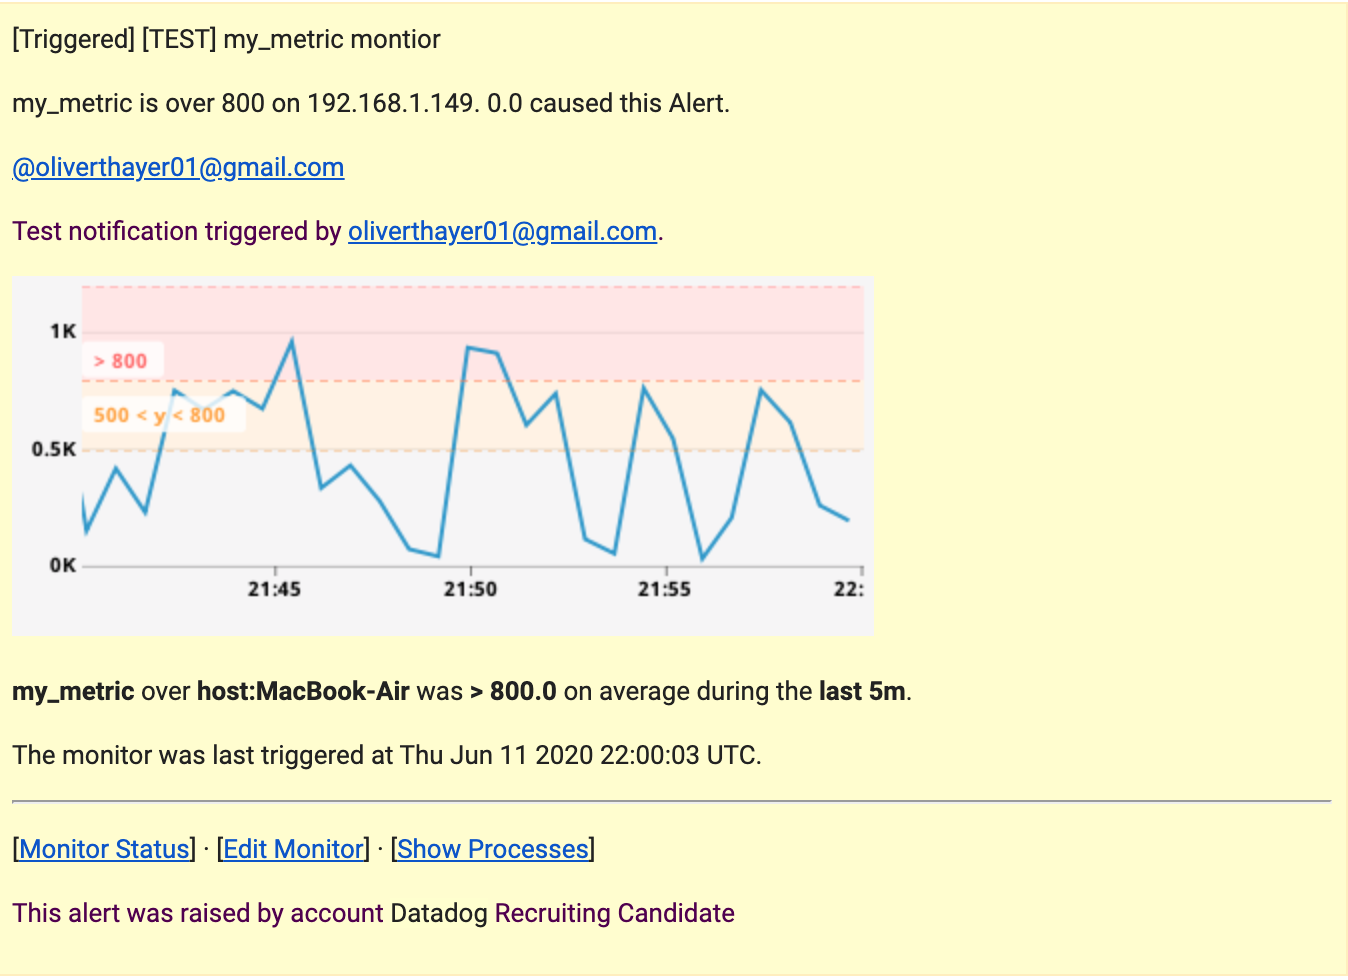 [Triggered] [TEST] my_metric montior
my_metric is over 800 on 192.168.1.149. 0.0 caused this Alert.
@oliverthayer01@gmail.com
Test notification triggered by oliverthayer01@gmail.com.
1K
> 800
500 < y < 800
0.5K
0K
21:45 21:50 21:55 22:
my_metric over host:MacBook-Air was > 800.0 on average during the last 5m.
The monitor was last triggered at Thu Jun 11 2020 22:00:03 UTC.
[Monitor Status] · [Edit Monitor] · [Show Processes]
This alert was raised by account Datadog Recruiting Candidate